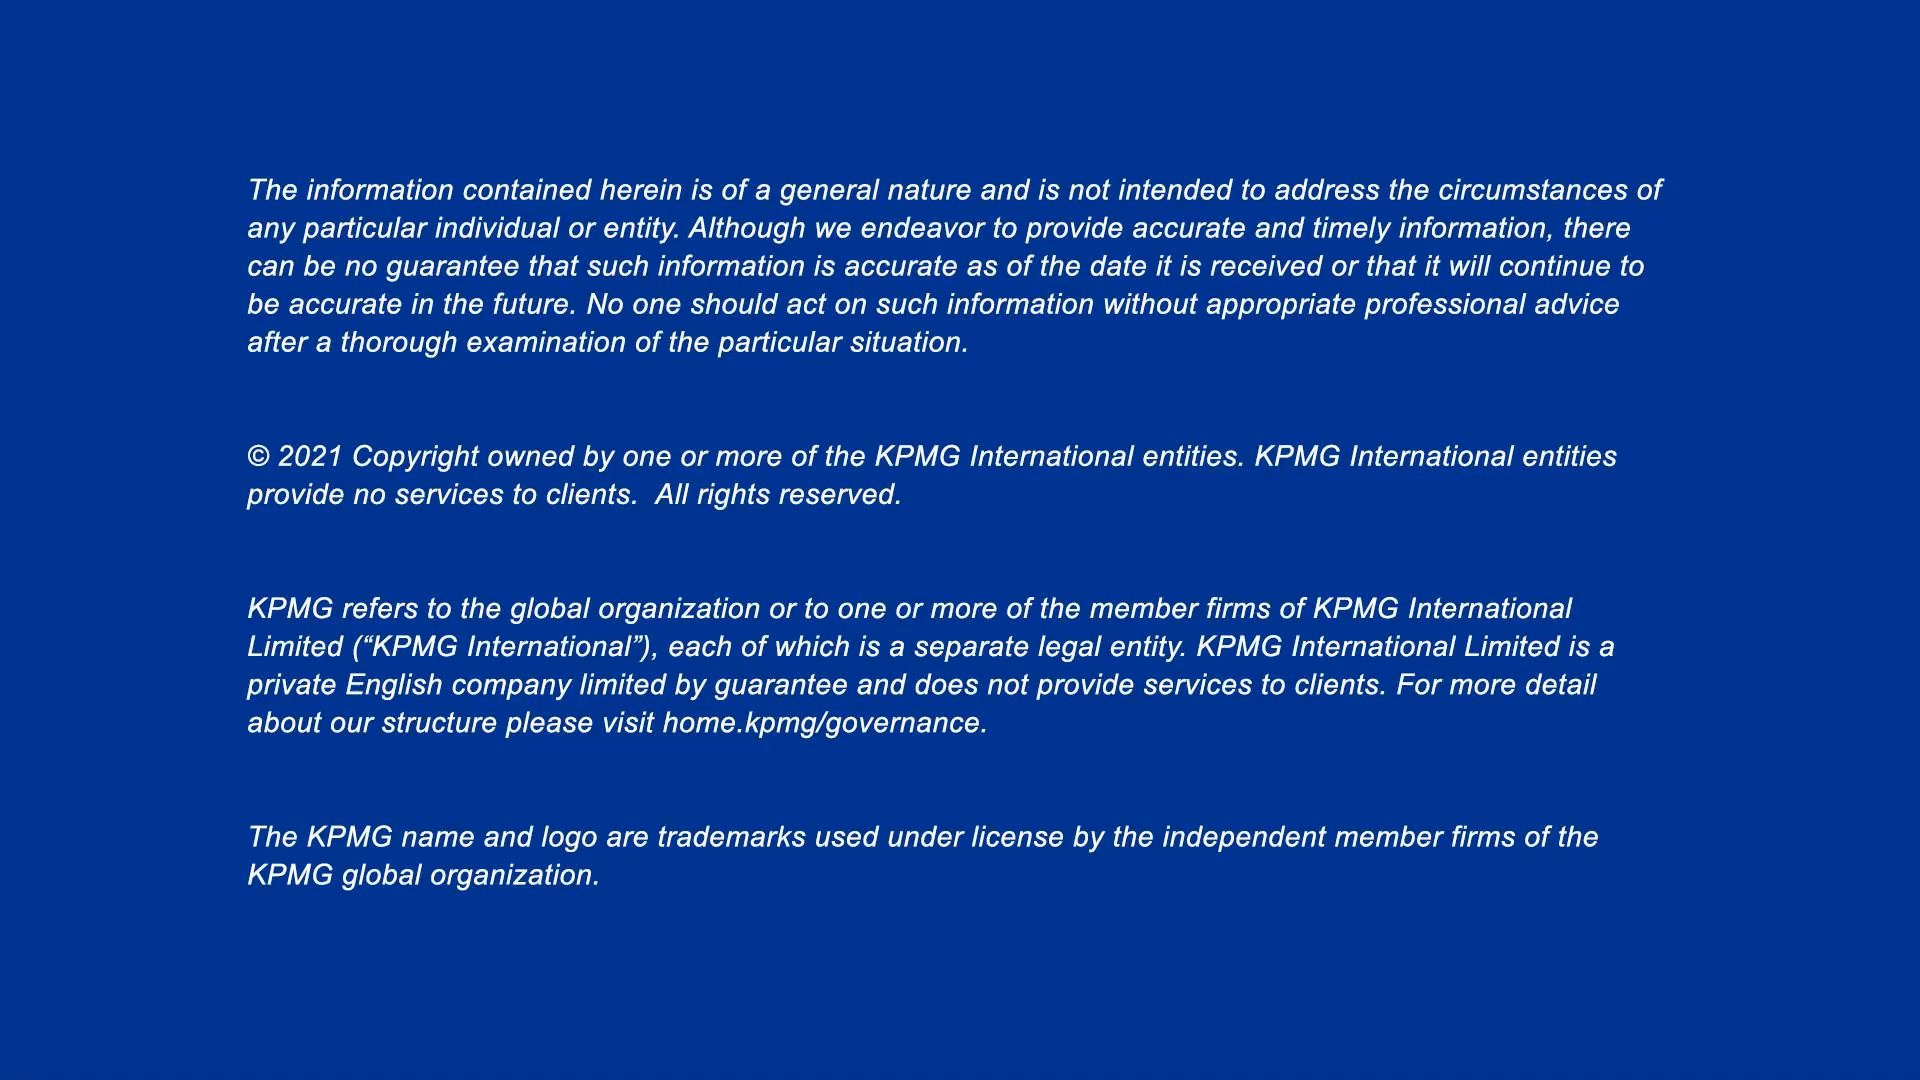 The information contained herein is of a general nature and is not intended to address the circumstances of
any particular individual or entity. Although we endeavor to provide accurate and timely information, there
can be no guarantee that such information is accurate as of the date it is received or that it will continue to
be accurate in the future. No one should act on such information without appropriate professional advice
after a thorough examination of the particular situation.
© 2021 Copyright owned by one or more of the KPMG International entities. KPMG International entities
provide no services to clients.  All rights reserved.
KPMG refers to the global organization or to one or more of the member firms of KPMG International
Limited (“KPMG International”), each of which is a separate legal entity. KPMG International Limited is a
private English company limited by guarantee and does not provide services to clients. For more detail
about our structure please visit home.kpmg/governance.
The KPMG name and logo are trademarks used under license by the independent member firms of the
KPMG global organization.